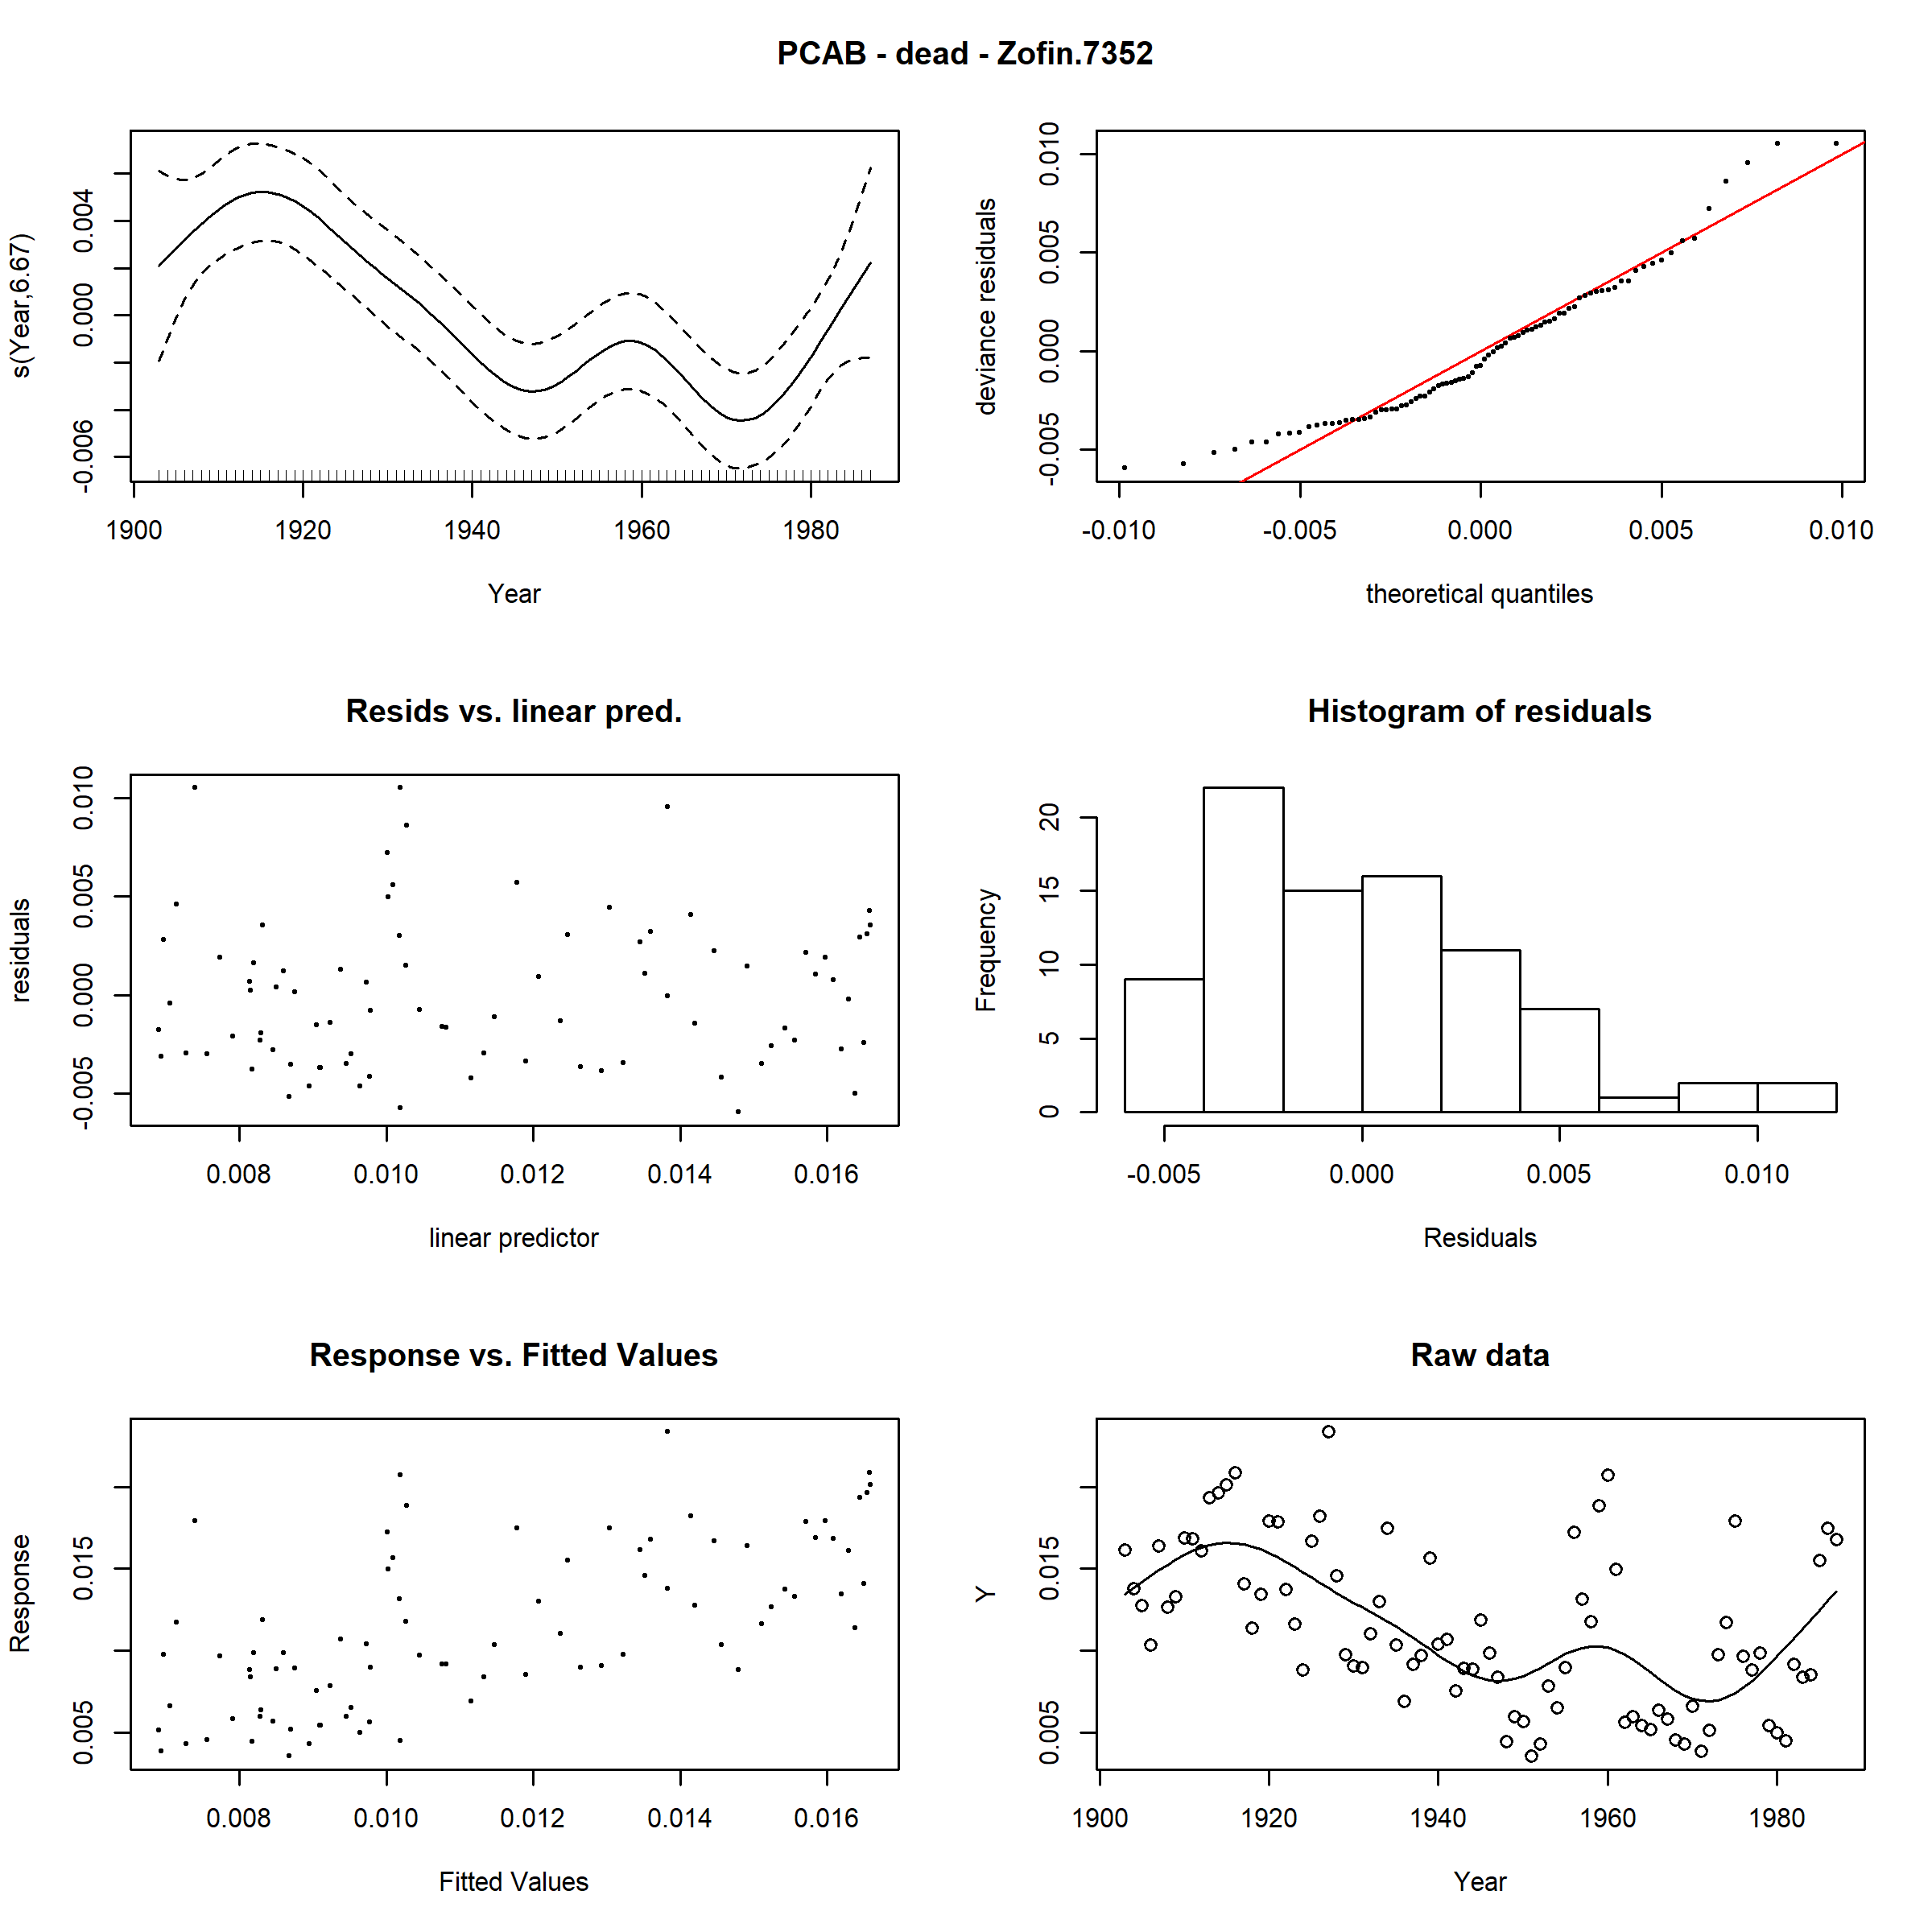 PCAB - dead - Zofin.7352
s(Year,6.67)
-0.006 0.000 0.004
1900 1920 1940 1960 1980
Year
deviance residuals
-0.005 0.000 0.005 0.010
-0.010 -0.005 0.000 0.005 0.010
theoretical quantiles
Resids vs. linear pred.
residuals
-0.005 0.000 0.005 0.010
0.008 0.010 0.012 0.014 0.016
linear predictor
Histogram of residuals
Frequency
0 5 10 15 20
-0.005 0.000 0.005 0.010
Residuals
Response vs. Fitted Values
Response
0.005 0.015
0.008 0.010 0.012 0.014 0.016
Fitted Values
Raw data
Y
0.005 0.015
1900 1920 1940 1960 1980
Year